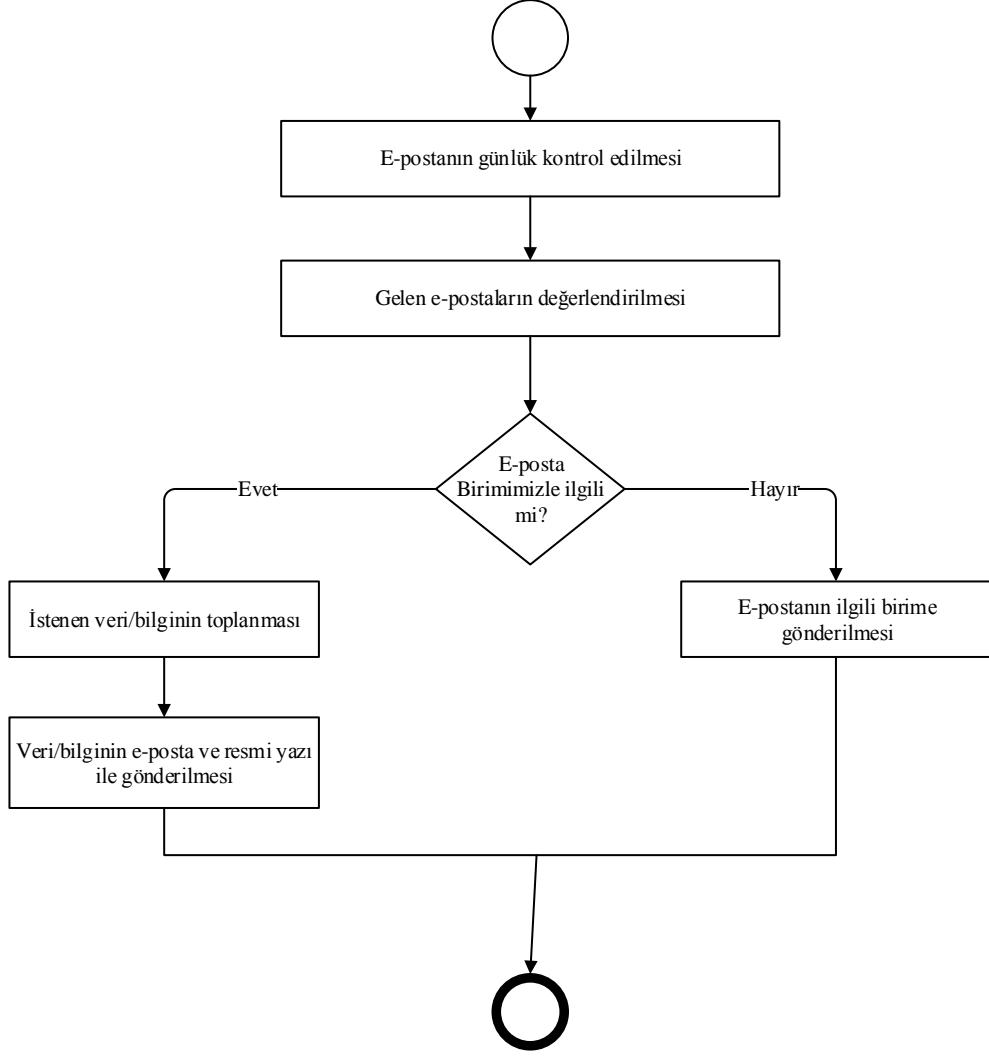 E-postanın günlük kontrol edilmesi
Gelen e-postaların değerlendirilmesi
E-posta
Birimimizle ilgili
mi?
Evet
Hayır
İstenen veri/bilginin toplanması
E-postanın ilgili birime
gönderilmesi
Veri/bilginin e-posta ve resmi yazı
ile gönderilmesi